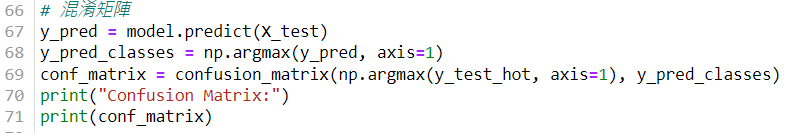 66 # 混淆矩陣
67 y_pred = model.predict(X_test)
68 y_pred_classes = np.argmax(y_pred, axis=1)
69 conf_matrix = confusion_matrix(np.argmax(y_test_hot, axis=1), y_pred_classes)
70 print("Confusion Matrix:")
71 print(conf_matrix)